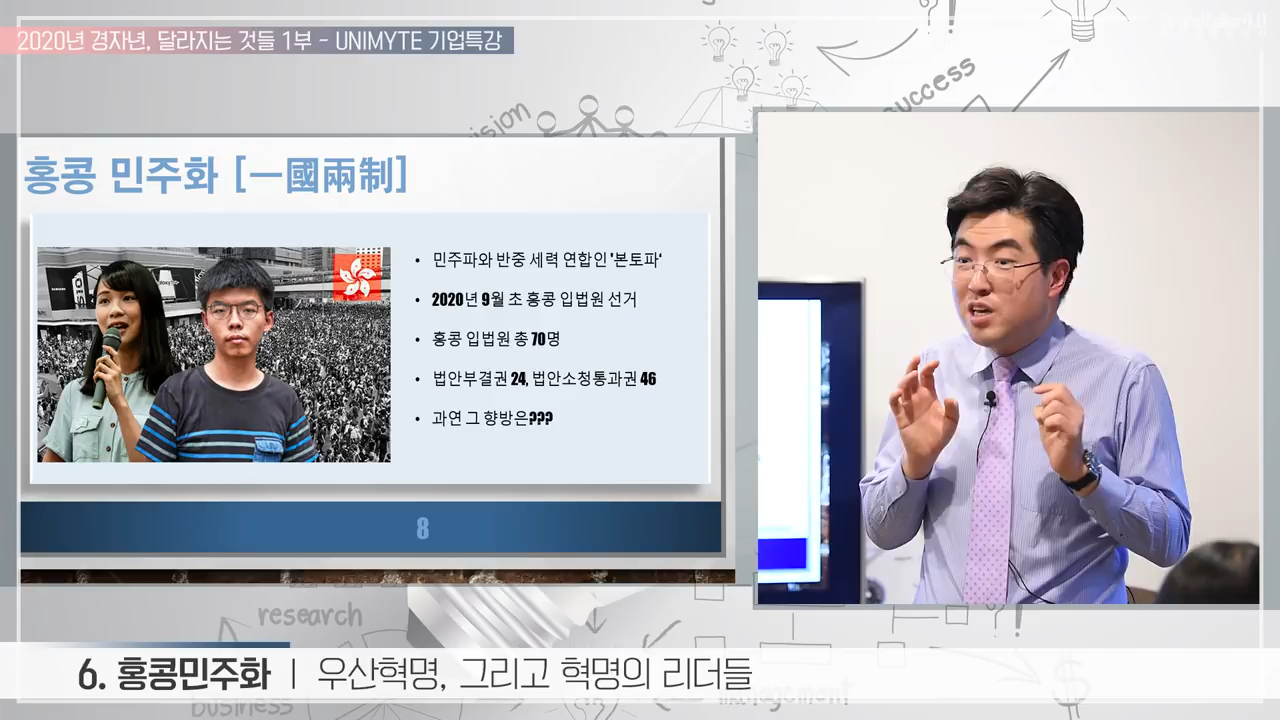 2020년 경자년, 달라지는 것들 1부 - UNIMYTE 기업특강
success
홍콩 민주화 [一國兩制]
• 민주파와 반중 세력 연합인 '본토파'
• 2020년 9월 초 홍콩 입법원 선거
• 홍콩 입법원 총 70명
• 법안부결권 24, 법안소청통과권 46
• 과연 그 향방은???
8
research
6. 홍콩민주화 | 우산혁명, 그리고 혁명의 리더들
business
management